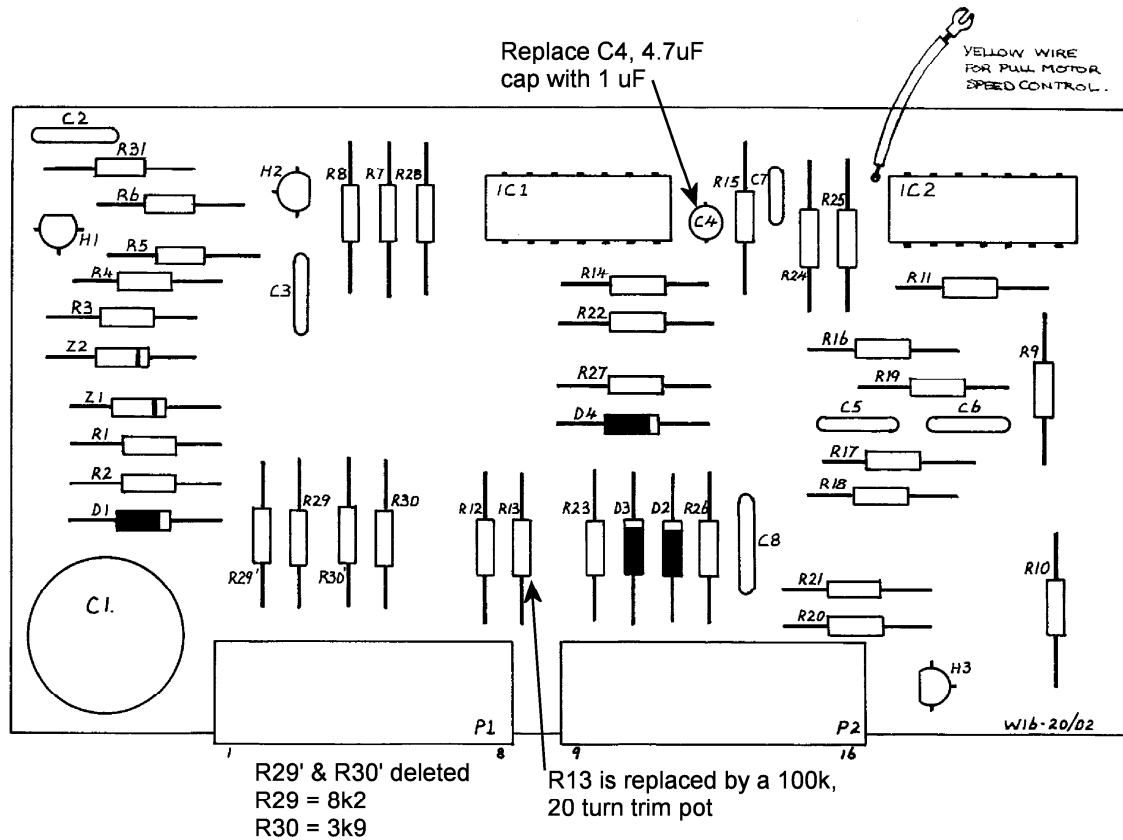 Replace C4, 4.7uF
cap with 1 uF
YELLOW WIRE
FOR PULL MOTOR
SPEED CONTROL.
C2
R31
R6
H1
H2
R5
R4
R3
Z2
Z1
R1
R2
D1
C3
R8
R7
R28
IC1
C4
R15
C7
R24
R25
IC2
R14
R22
R27
D4
R11
R16
R19
R9
C5
C6
R17
R18
R29'
R29
R30'
R30
R12
R13
R23
D3
D2
R26
C8
R21
R20
R10
C1.
H3
P1
P2
W16-20/02
1
8
9
16
R29' & R30' deleted
R29 = 8k2
R30 = 3k9
R13 is replaced by a 100k,
20 turn trim pot